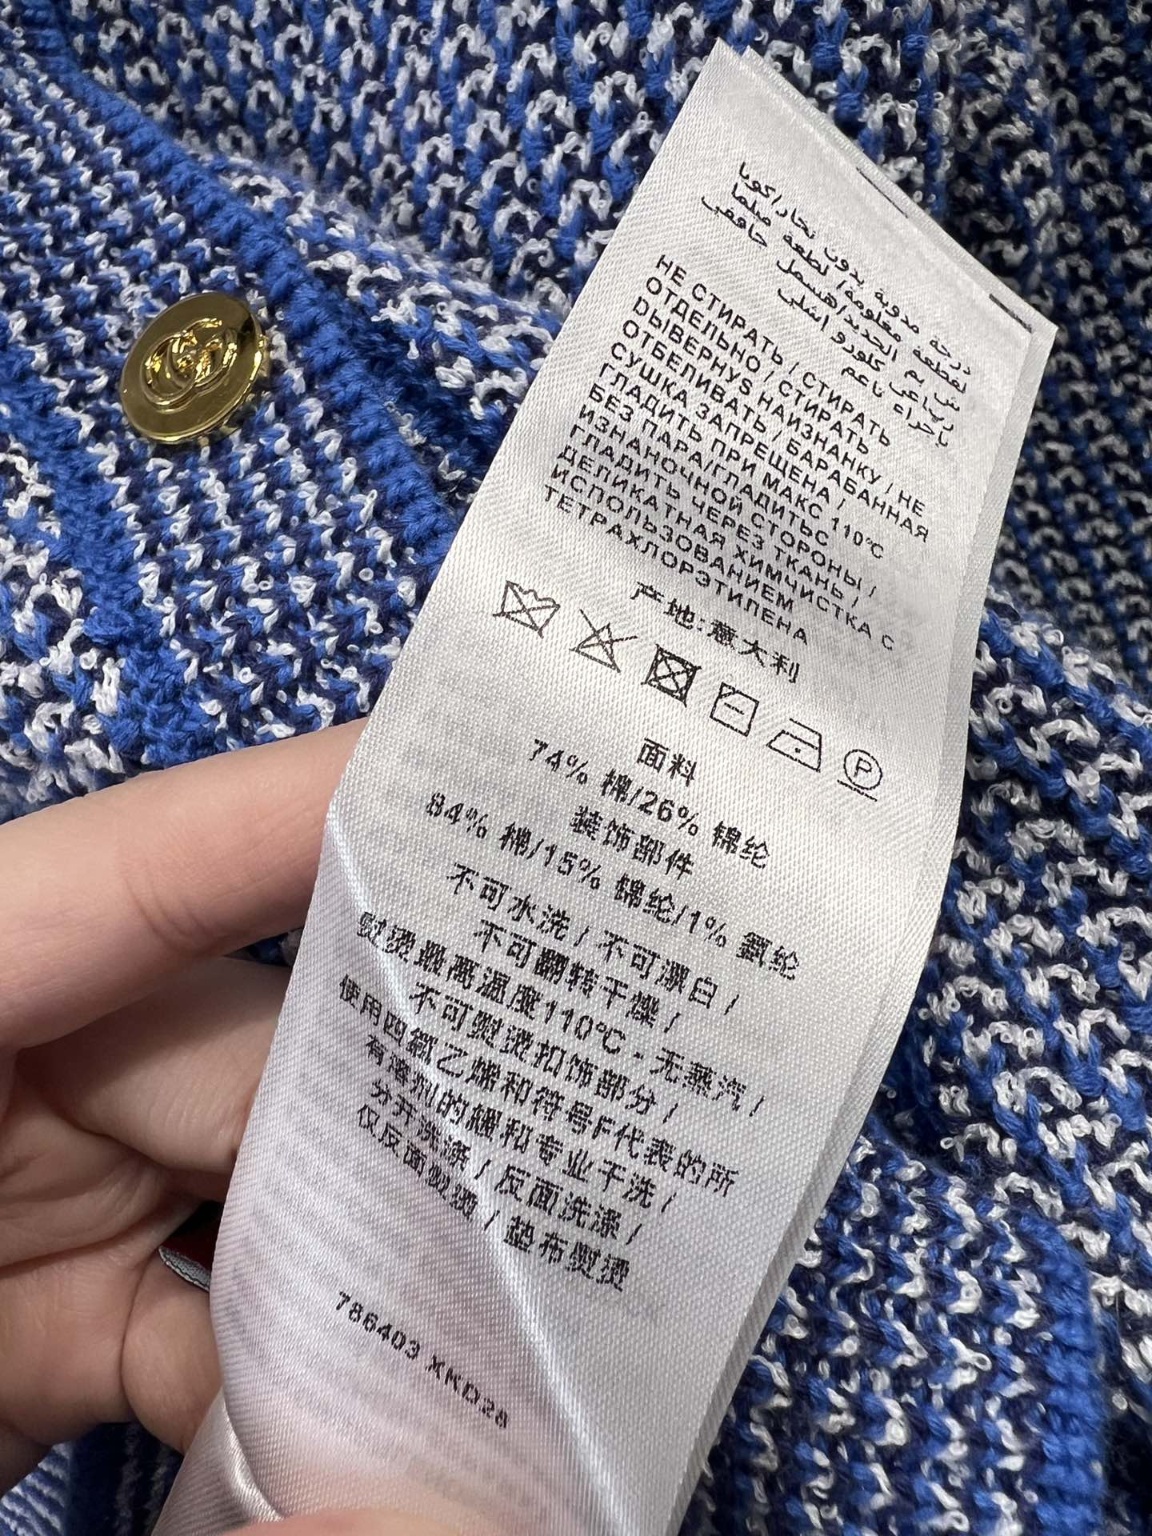 НЕ СТИРАТЬ / СТИРАТЬ
ОТДЕЛЬНО / СТИРАТЬ
DЫВЕРНYS НАИЗНАНКУ / НЕ
ОТБЕЛИВАТЬ / БАРАБАННАЯ
СУШКА ЗАПРЕЩЕНА /
ГЛАДИТЬ ПРИ МАКС 110°C
БЕЗ ПАРА/ГЛАДИТЬС
ИЗНАНОЧНОЙ СТОРОНЫ /
ГЛАДИТЬ ЧЕРЕЗ ТКАНЬ /
ДЕЛИКАТНАЯ ХИМЧИСТКА С
ИСПОЛЬЗОВАНИЕМ
ТЕТРАХЛОРЭТИЛЕНА
产地:意大利
P
面料
74% 棉/26% 锦纶
装饰部件
84% 棉/15% 锦纶/1% 氨纶
不可水洗 / 不可漂白 /
不可翻转干燥 /
熨烫最高温度110°C - 无蒸汽 /
不可熨烫扣饰部分 /
使用四氯乙烯和符号F代表的所
有溶剂的缓和专业干洗 /
分开洗涤 / 反面洗涤 /
仅反面熨烫 / 垫布熨烫
786403 XKD28